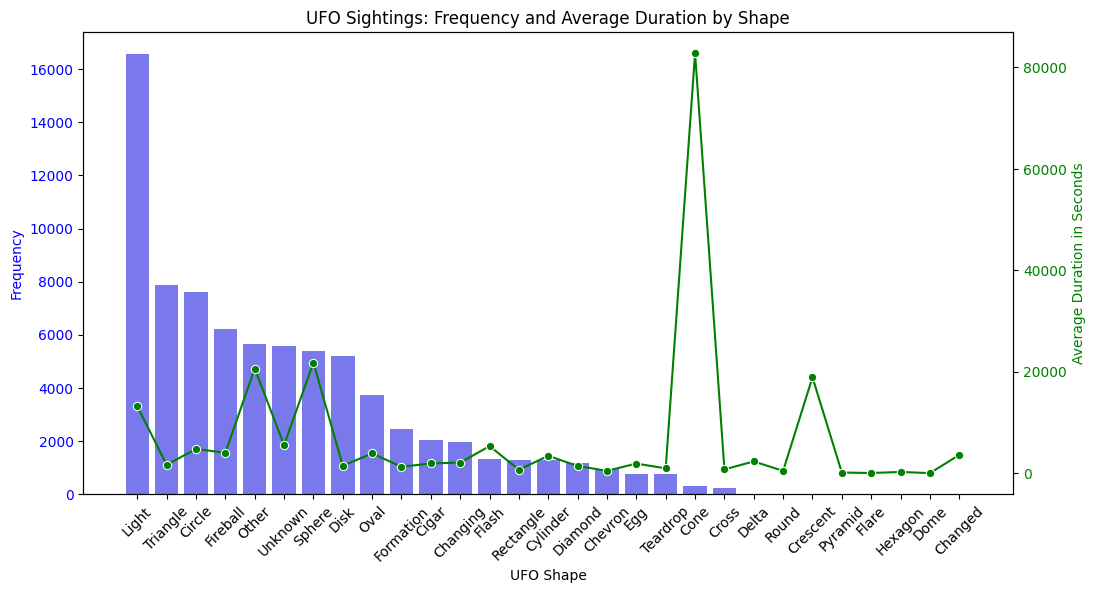 UFO Sightings: Frequency and Average Duration by Shape
16000
14000
12000
10000
8000
6000
4000
2000
0
Frequency
80000
60000
40000
20000
0
Average Duration in Seconds
Light
Triangle
Circle
Fireball
Other
Unknown
Sphere
Disk
Oval
Formation
Cigar
Changing
Flash
Rectangle
Cylinder
Diamond
Chevron
Egg
Teardrop
Cone
Cross
Delta
Round
Crescent
Pyramid
Flare
Hexagon
Dome
Changed
UFO Shape